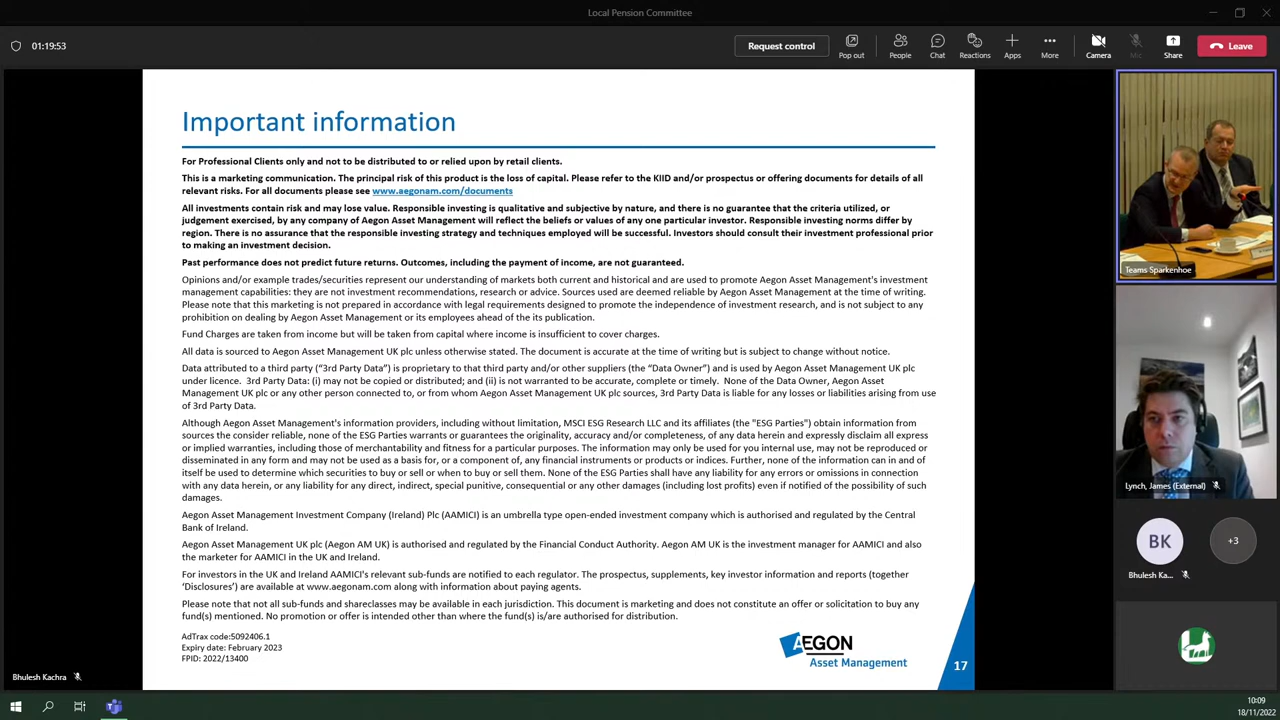 Local Pension Committee
01:19:53
Request control
Pop out
People
Chat
Reactions
Apps
More
Camera
Mic
Share
Leave
Important information
For Professional Clients only and not to be distributed to or relied upon by retail clients.
This is a marketing communication. The principal risk of this product is the loss of capital. Please refer to the KIID and/or prospectus or offering documents for details of all
relevant risks. For all documents please see www.aegonam.com/documents
All investments contain risk and may lose value. Responsible investing is qualitative and subjective by nature, and there is no guarantee that the criteria utilized, or
judgement exercised, by any company of Aegon Asset Management will reflect the beliefs or values of any one particular investor. Responsible investing norms differ by
region. There is no assurance that the responsible investing strategy and techniques employed will be successful. Investors should consult their investment professional prior
to making an investment decision.
Past performance does not predict future returns. Outcomes, including the payment of income, are not guaranteed.
Opinions and/or example trades/securities represent our understanding of markets both current and historical and are used to promote Aegon Asset Management's investment
management capabilities: they are not investment recommendations, research or advice. Sources used are deemed reliable by Aegon Asset Management at the time of writing.
Please note that this marketing is not prepared in accordance with legal requirements designed to promote the independence of investment research, and is not subject to any
prohibition on dealing by Aegon Asset Management or its employees ahead of the its publication.
Fund Charges are taken from income but will be taken from capital where income is insufficient to cover charges.
All data is sourced to Aegon Asset Management UK plc unless otherwise stated. The document is accurate at the time of writing but is subject to change without notice.
Data attributed to a third party ("3rd Party Data") is proprietary to that third party and/or other suppliers (the "Data Owner") and is used by Aegon Asset Management UK plc
under licence. 3rd Party Data: (i) may not be copied or distributed; and (ii) is not warranted to be accurate, complete or timely. None of the Data Owner, Aegon Asset
Management UK plc or any other person connected to, or from whom Aegon Asset Management UK plc sources, 3rd Party Data is liable for any losses or liabilities arising from use
of 3rd Party Data.
Although Aegon Asset Management's information providers, including without limitation, MSCI ESG Research LLC and its affiliates (the "ESG Parties") obtain information from
sources the consider reliable, none of the ESG Parties warrants or guarantees the originality, accuracy and/or completeness, of any data herein and expressly disclaim all express
or implied warranties, including those of merchantability and fitness for a particular purposes. The information may only be used for you internal use, may not be reproduced or
disseminated in any form and may not be used as a basis for, or a component of, any financial instruments or products or indices. Further, none of the information can in and of
itself be used to determine which securities to buy or sell or when to buy or sell them. None of the ESG Parties shall have any liability for any errors or omissions in connection
with any data herein, or any liability for any direct, indirect, special punitive, consequential or any other damages (including lost profits) even if notified of the possibility of such
damages.
Aegon Asset Management Investment Company (Ireland) Plc (AAMICI) is an umbrella type open-ended investment company which is authorised and regulated by the Central
Bank of Ireland.
Aegon Asset Management UK plc (Aegon AM UK) is authorised and regulated by the Financial Conduct Authority. Aegon AM UK is the investment manager for AAMICI and also
the marketer for AAMICI in the UK and Ireland.
For investors in the UK and Ireland AAMICI's relevant sub-funds are notified to each regulator. The prospectus, supplements, key investor information and reports (together
'Disclosures') are available at www.aegonam.com along with information about paying agents.
Please note that not all sub-funds and shareclasses may be available in each jurisdiction. This document is marketing and does not constitute an offer or solicitation to buy any
fund(s) mentioned. No promotion or offer is intended other than where the fund(s) is/are authorised for distribution.
AdTrax code:5092406.1
Expiry date: February 2023
FPID: 2022/13400
AEGON
Asset Management
17
Teams Sparkenhoe
Lynch, James (External)
BK
+3
Bhulesh Ka...
Bhulesh Kachra
10:09
18/11/2022